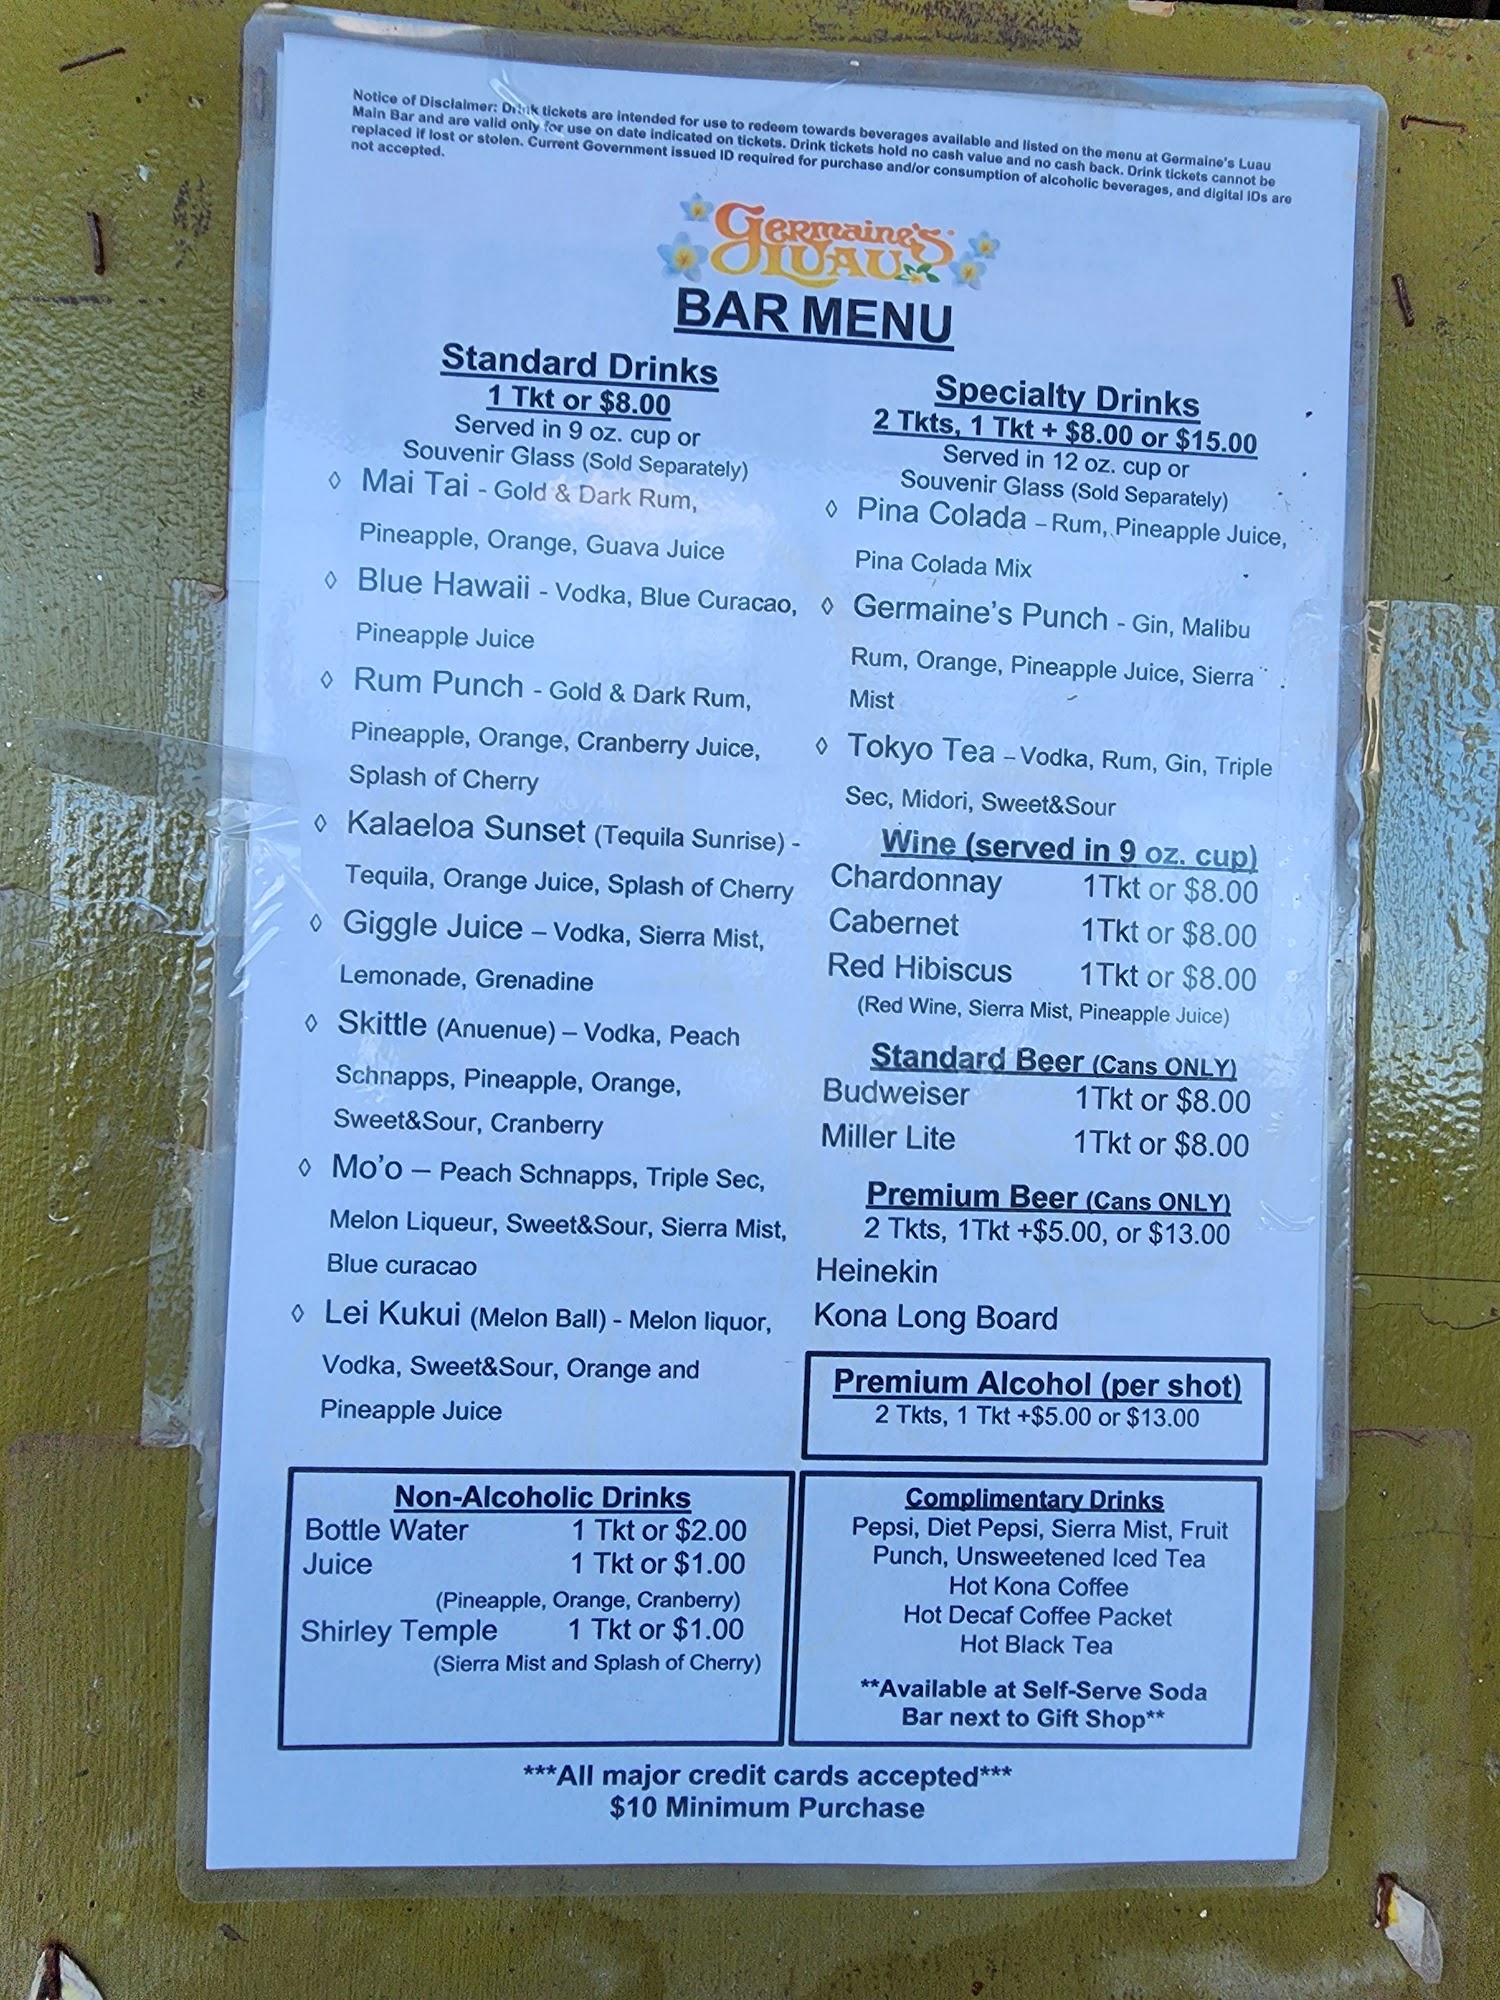 Notice of Disclaimer: Drink tickets are intended for use to redeem towards beverages available and listed on the menu at Germaine's Luau
Main Bar and are valid only for use on date indicated on tickets. Drink tickets hold no cash value and no cash back. Drink tickets cannot be
replaced if lost or stolen. Current Government issued ID required for purchase and/or consumption of alcoholic beverages, and digital IDs are
not accepted.
Germaine's
LUAU
BAR MENU
Standard Drinks
1 Tkt or $8.00
Served in 9 oz. cup or
Souvenir Glass (Sold Separately)
◊ Mai Tai - Gold & Dark Rum,
Pineapple, Orange, Guava Juice
◊ Blue Hawaii - Vodka, Blue Curacao,
Pineapple Juice
◊ Rum Punch - Gold & Dark Rum,
Pineapple, Orange, Cranberry Juice,
Splash of Cherry
◊ Kalaeloa Sunset (Tequila Sunrise) -
Tequila, Orange Juice, Splash of Cherry
◊ Giggle Juice – Vodka, Sierra Mist,
Lemonade, Grenadine
◊ Skittle (Anuenue) – Vodka, Peach
Schnapps, Pineapple, Orange,
Sweet&Sour, Cranberry
◊ Mo'o – Peach Schnapps, Triple Sec,
Melon Liqueur, Sweet&Sour, Sierra Mist,
Blue curacao
◊ Lei Kukui (Melon Ball) - Melon liquor,
Vodka, Sweet&Sour, Orange and
Pineapple Juice
Specialty Drinks
2 Tkts, 1 Tkt + $8.00 or $15.00
Served in 12 oz. cup or
Souvenir Glass (Sold Separately)
◊ Pina Colada – Rum, Pineapple Juice,
Pina Colada Mix
◊ Germaine's Punch - Gin, Malibu
Rum, Orange, Pineapple Juice, Sierra
Mist
◊ Tokyo Tea – Vodka, Rum, Gin, Triple
Sec, Midori, Sweet&Sour
Wine (served in 9 oz. cup)
Chardonnay 1Tkt or $8.00
Cabernet 1Tkt or $8.00
Red Hibiscus 1Tkt or $8.00
(Red Wine, Sierra Mist, Pineapple Juice)
Standard Beer (Cans ONLY)
Budweiser 1Tkt or $8.00
Miller Lite 1Tkt or $8.00
Premium Beer (Cans ONLY)
2 Tkts, 1Tkt +$5.00, or $13.00
Heinekin
Kona Long Board
Premium Alcohol (per shot)
2 Tkts, 1 Tkt +$5.00 or $13.00
Non-Alcoholic Drinks
Bottle Water 1 Tkt or $2.00
Juice 1 Tkt or $1.00
(Pineapple, Orange, Cranberry)
Shirley Temple 1 Tkt or $1.00
(Sierra Mist and Splash of Cherry)
Complimentary Drinks
Pepsi, Diet Pepsi, Sierra Mist, Fruit
Punch, Unsweetened Iced Tea
Hot Kona Coffee
Hot Decaf Coffee Packet
Hot Black Tea
**Available at Self-Serve Soda
Bar next to Gift Shop**
***All major credit cards accepted***
$10 Minimum Purchase